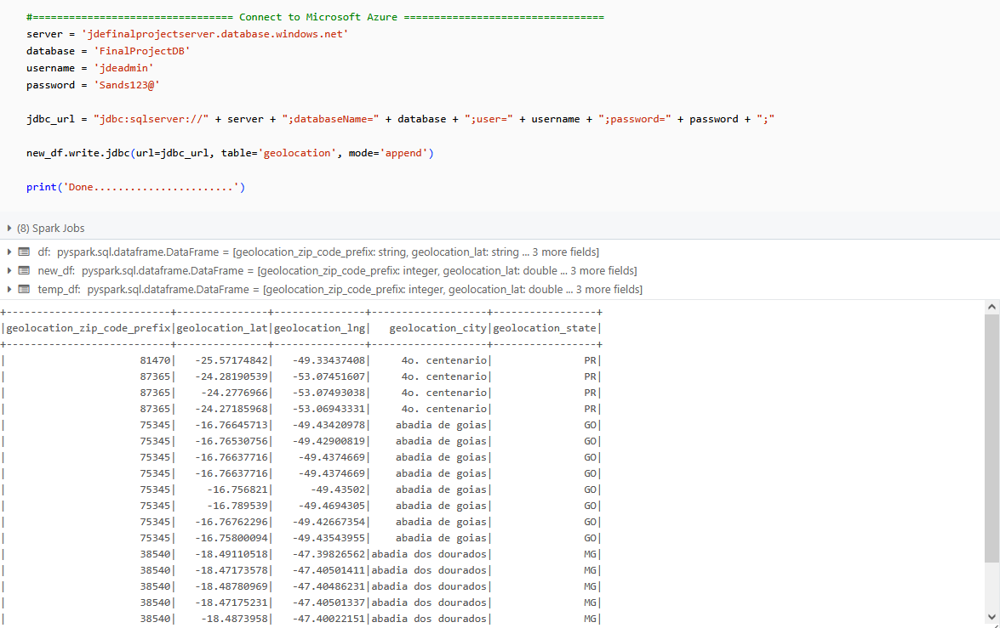 #================================= Connect to Microsoft Azure =================================
server = 'jdefinalprojectserver.database.windows.net'
database = 'FinalProjectDB'
username = 'jdeadmin'
password = 'Sands123@'
jdbc_url = "jdbc:sqlserver://" + server + ";databaseName=" + database + ";user=" + username + ";password=" + password + ";"
new_df.write.jdbc(url=jdbc_url, table='geolocation', mode='append')
print('Done.......................')
(8) Spark Jobs
df: pyspark.sql.dataframe.DataFrame = [geolocation_zip_code_prefix: string, geolocation_lat: string ... 3 more fields]
new_df: pyspark.sql.dataframe.DataFrame = [geolocation_zip_code_prefix: integer, geolocation_lat: double ... 3 more fields]
temp_df: pyspark.sql.dataframe.DataFrame = [geolocation_zip_code_prefix: integer, geolocation_lat: double ... 3 more fields]
+---------------------------+---------------+---------------+-------------------+-----------------+
|geolocation_zip_code_prefix|geolocation_lat|geolocation_lng|   geolocation_city|geolocation_state|
+---------------------------+---------------+---------------+-------------------+-----------------+
|                      81470|   -25.57174842|   -49.33437408|     4o. centenario|               PR|
|                      87365|   -24.28190539|   -53.07451607|     4o. centenario|               PR|
|                      87365|    -24.2776966|   -53.07493038|     4o. centenario|               PR|
|                      87365|   -24.27185968|   -53.06943331|     4o. centenario|               PR|
|                      75345|   -16.76645713|   -49.43420978|    abadia de goias|               GO|
|                      75345|   -16.76530756|   -49.42900819|    abadia de goias|               GO|
|                      75345|   -16.76637716|    -49.4374669|    abadia de goias|               GO|
|                      75345|   -16.76637716|    -49.4374669|    abadia de goias|               GO|
|                      75345|     -16.756821|      -49.43502|    abadia de goias|               GO|
|                      75345|     -16.789539|    -49.4694305|    abadia de goias|               GO|
|                      75345|   -16.76762296|   -49.42667354|    abadia de goias|               GO|
|                      75345|   -16.75800094|   -49.43543955|    abadia de goias|               GO|
|                      38540|   -18.49110518|   -47.39826562|abadia dos dourados|               MG|
|                      38540|   -18.47173578|   -47.40501411|abadia dos dourados|               MG|
|                      38540|   -18.48780969|   -47.40486231|abadia dos dourados|               MG|
|                      38540|   -18.47175231|   -47.40501337|abadia dos dourados|               MG|
|                      38540|    -18.4873958|   -47.40022151|abadia dos dourados|               MG|